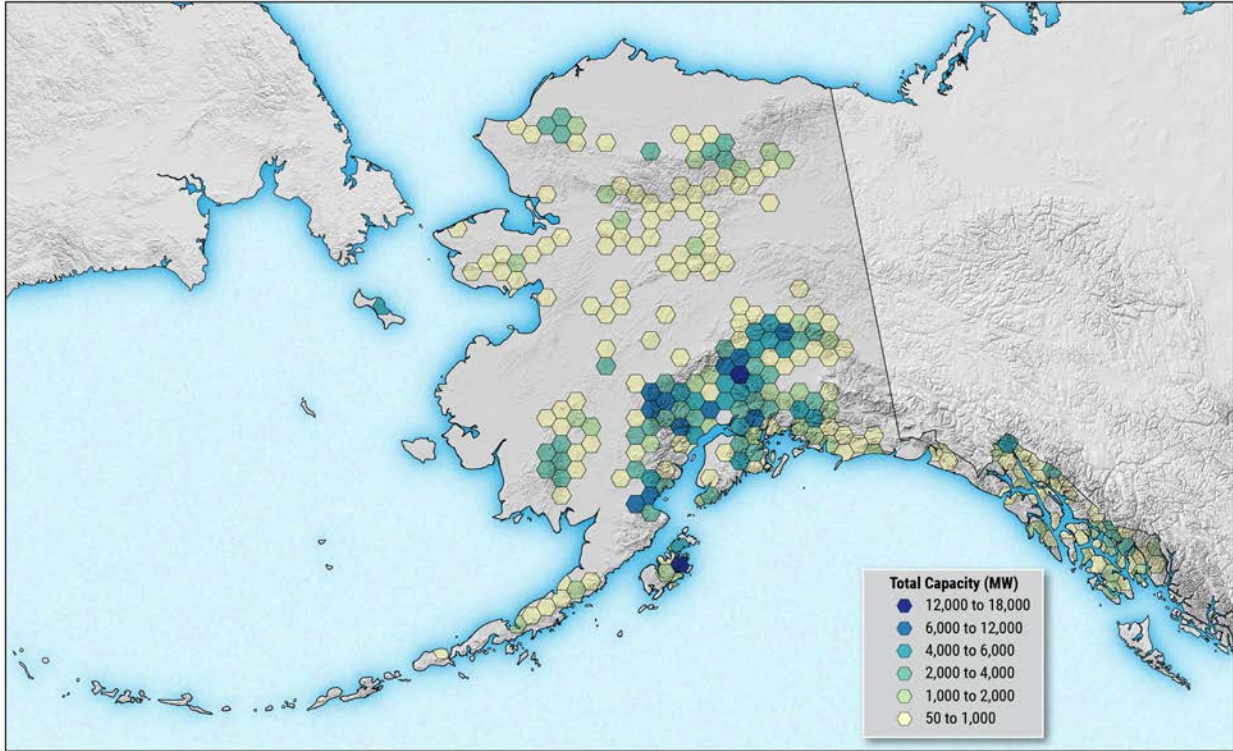 Total Capacity (MW)
12,000 to 18,000
6,000 to 12,000
4,000 to 6,000
2,000 to 4,000
1,000 to 2,000
50 to 1,000